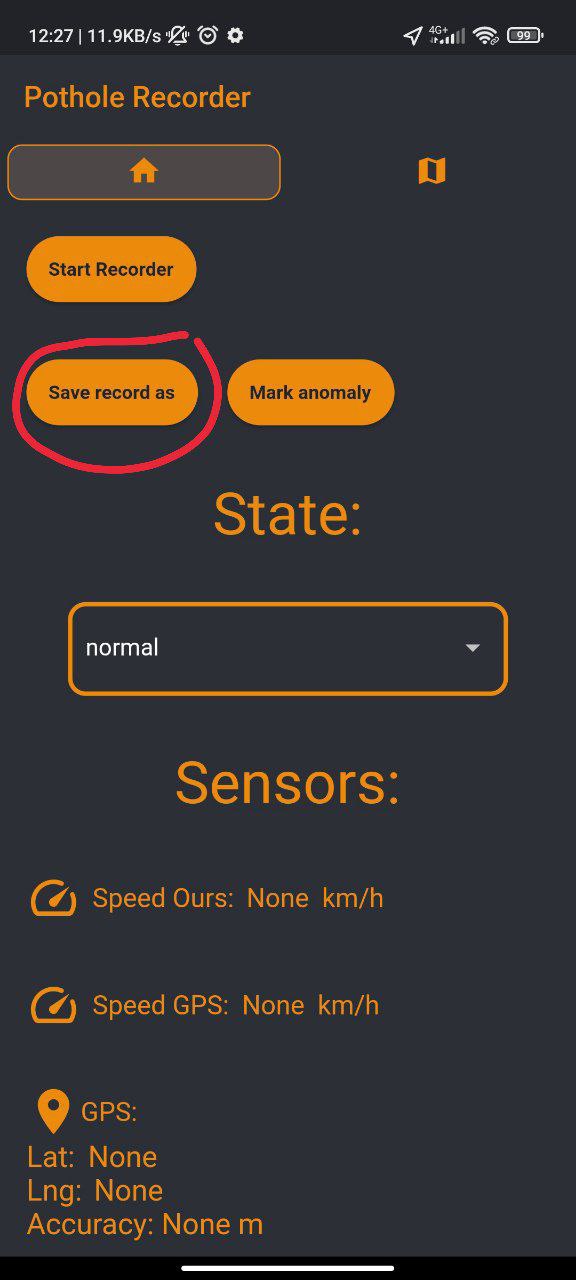 12:27 | 11.9KB/s 4G+ 99
Pothole Recorder
Start Recorder
Save record as Mark anomaly
State:
normal
Sensors:
Speed Ours: None km/h
Speed GPS: None km/h
GPS:
Lat: None
Lng: None
Accuracy: None m